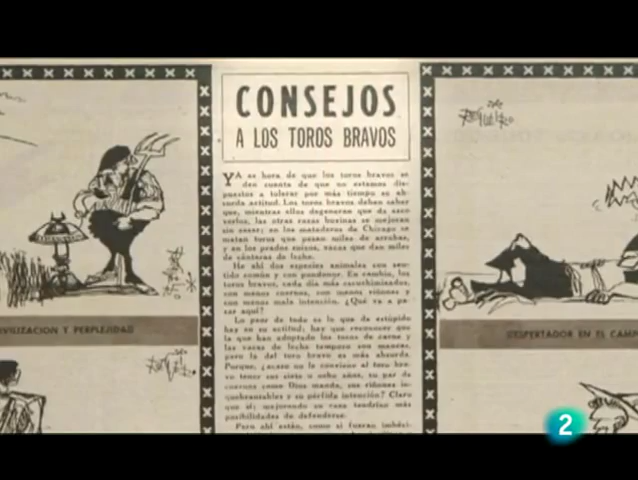 CONSEJOS
A LOS TOROS BRAVOS
YA es hora de que los toros bravos se
den cuenta de que no estamos dis-
puestos a tolerar por más tiempo su ab-
surda actitud. Los toros bravos deben saber
que, mientras ellos degeneran que da asco
verlos, las otras razas bovinas se mejoran
sin cesar; en los mataderos de Chicago se
matan toros que pesan miles de arrobas,
y en los prados suizos, vacas que dan miles
de cántaras de leche.
He ahí dos especies animales con sen-
tido común y con pundonor. En cambio, los
toros bravos, cada día más escuchimizados,
con menos cuernos, con menos riñones y
con menos mala intención. ¿Qué va a pa-
sar aquí?
Lo peor de todo es lo que de estúpido
hay en su actitud; hay que reconocer que
la que han adoptado los toros de carne y
las vacas de leche tampoco son mancas,
pero la del toro bravo es más absurda.
Porque, ¿acaso no le conviene al toro bra-
vo tener sus siete u ocho años, su par de
cuernos como Dios manda, sus riñones in-
quebrantables y su pérfida intención? Claro
que sí; mejorando su raza tendrían más
posibilidades de defenderse.
Pero ahí están, como si fueran imbéci-
CIVILIZACION Y PERPLEJIDAD
DESPERTADOR EN EL CAMP
2